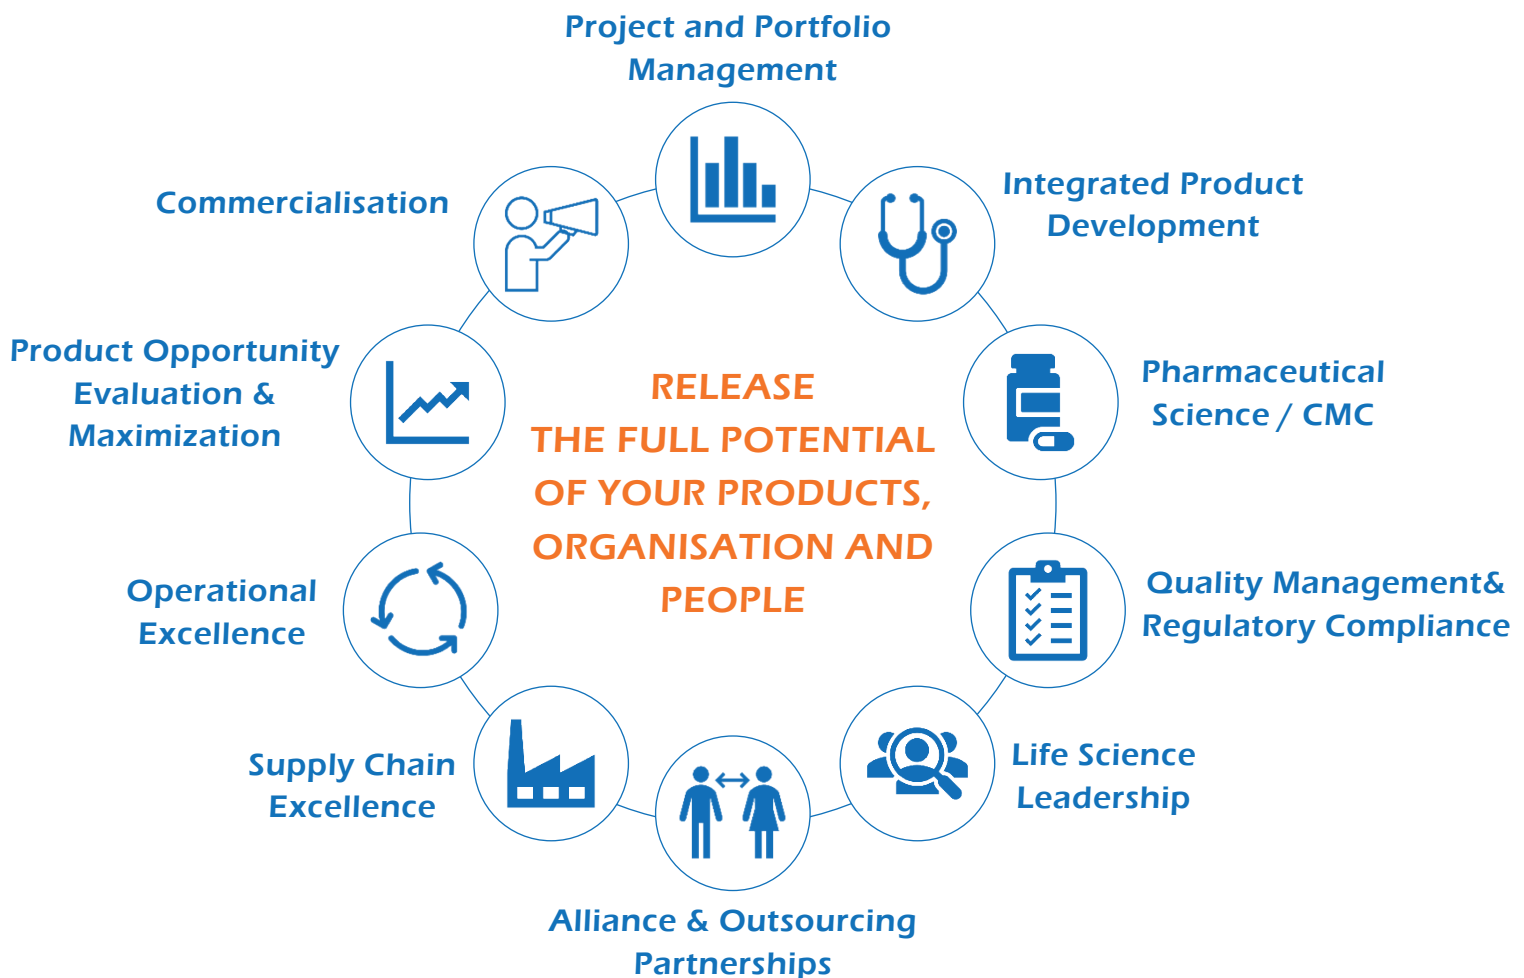 Project and Portfolio
Management
Integrated Product
Development
Pharmaceutical
Science / CMC
Quality Management&
Regulatory Compliance
Life Science
Leadership
Alliance & Outsourcing
Partnerships
Supply Chain
Excellence
Operational
Excellence
Product Opportunity
Evaluation &
Maximization
Commercialisation
RELEASE
THE FULL POTENTIAL
OF YOUR PRODUCTS,
ORGANISATION AND
PEOPLE